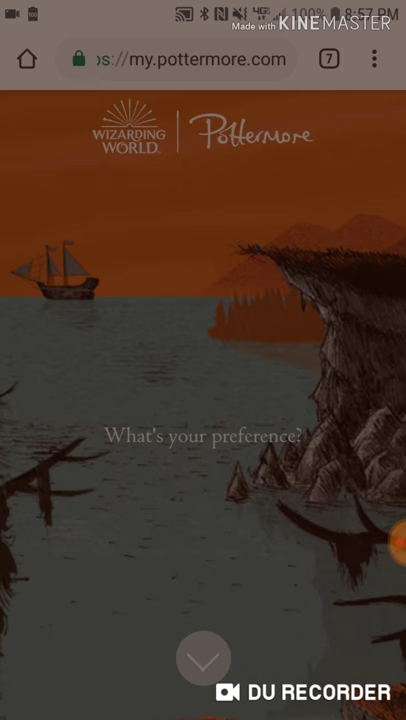 100% 8:57 PM
Made with KINEMASTER
ps://my.pottermore.com
7
WIZARDING
WORLD
Pottermore
What's your preference?
DU RECORDER